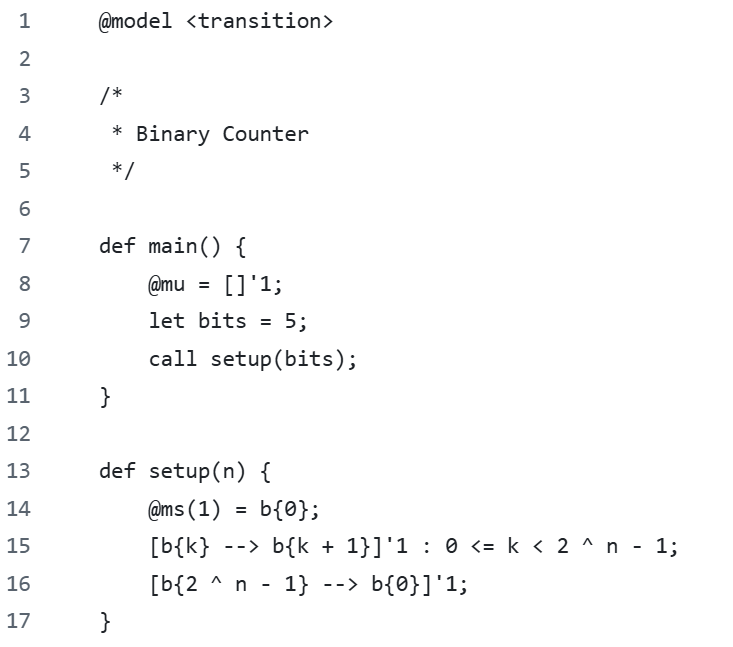 1 @model <transition>
2
3 /*
4  * Binary Counter
5  */
6
7 def main() {
8     @mu = []'1;
9     let bits = 5;
10     call setup(bits);
11 }
12
13 def setup(n) {
14     @ms(1) = b{0};
15     [b{k} --> b{k + 1}]'1 : 0 <= k < 2 ^ n - 1;
16     [b{2 ^ n - 1} --> b{0}]'1;
17 }